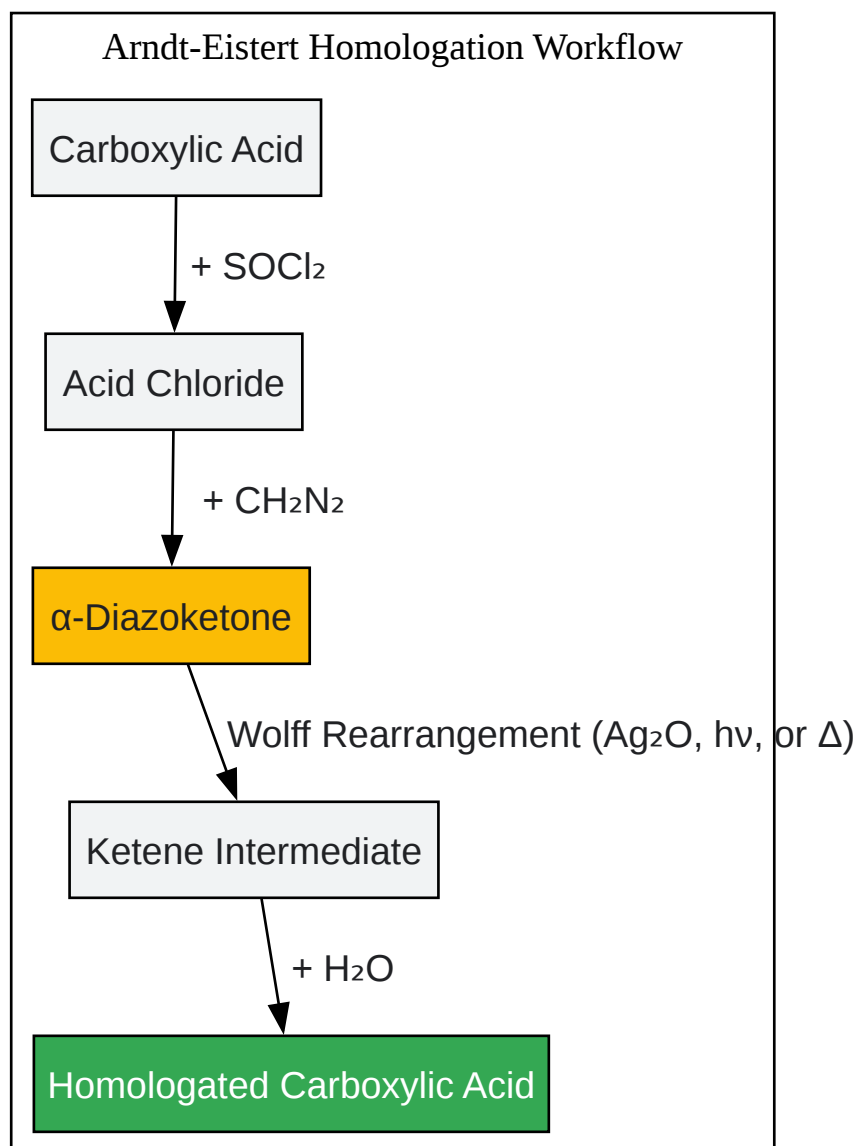 Arndt-Eistert Homologation Workflow
Carboxylic Acid
+ SOCl₂
Acid Chloride
+ CH₂N₂
α-Diazoketone
Wolff Rearrangement (Ag₂O, hν, or Δ)
Ketene Intermediate
+ H₂O
Homologated Carboxylic Acid